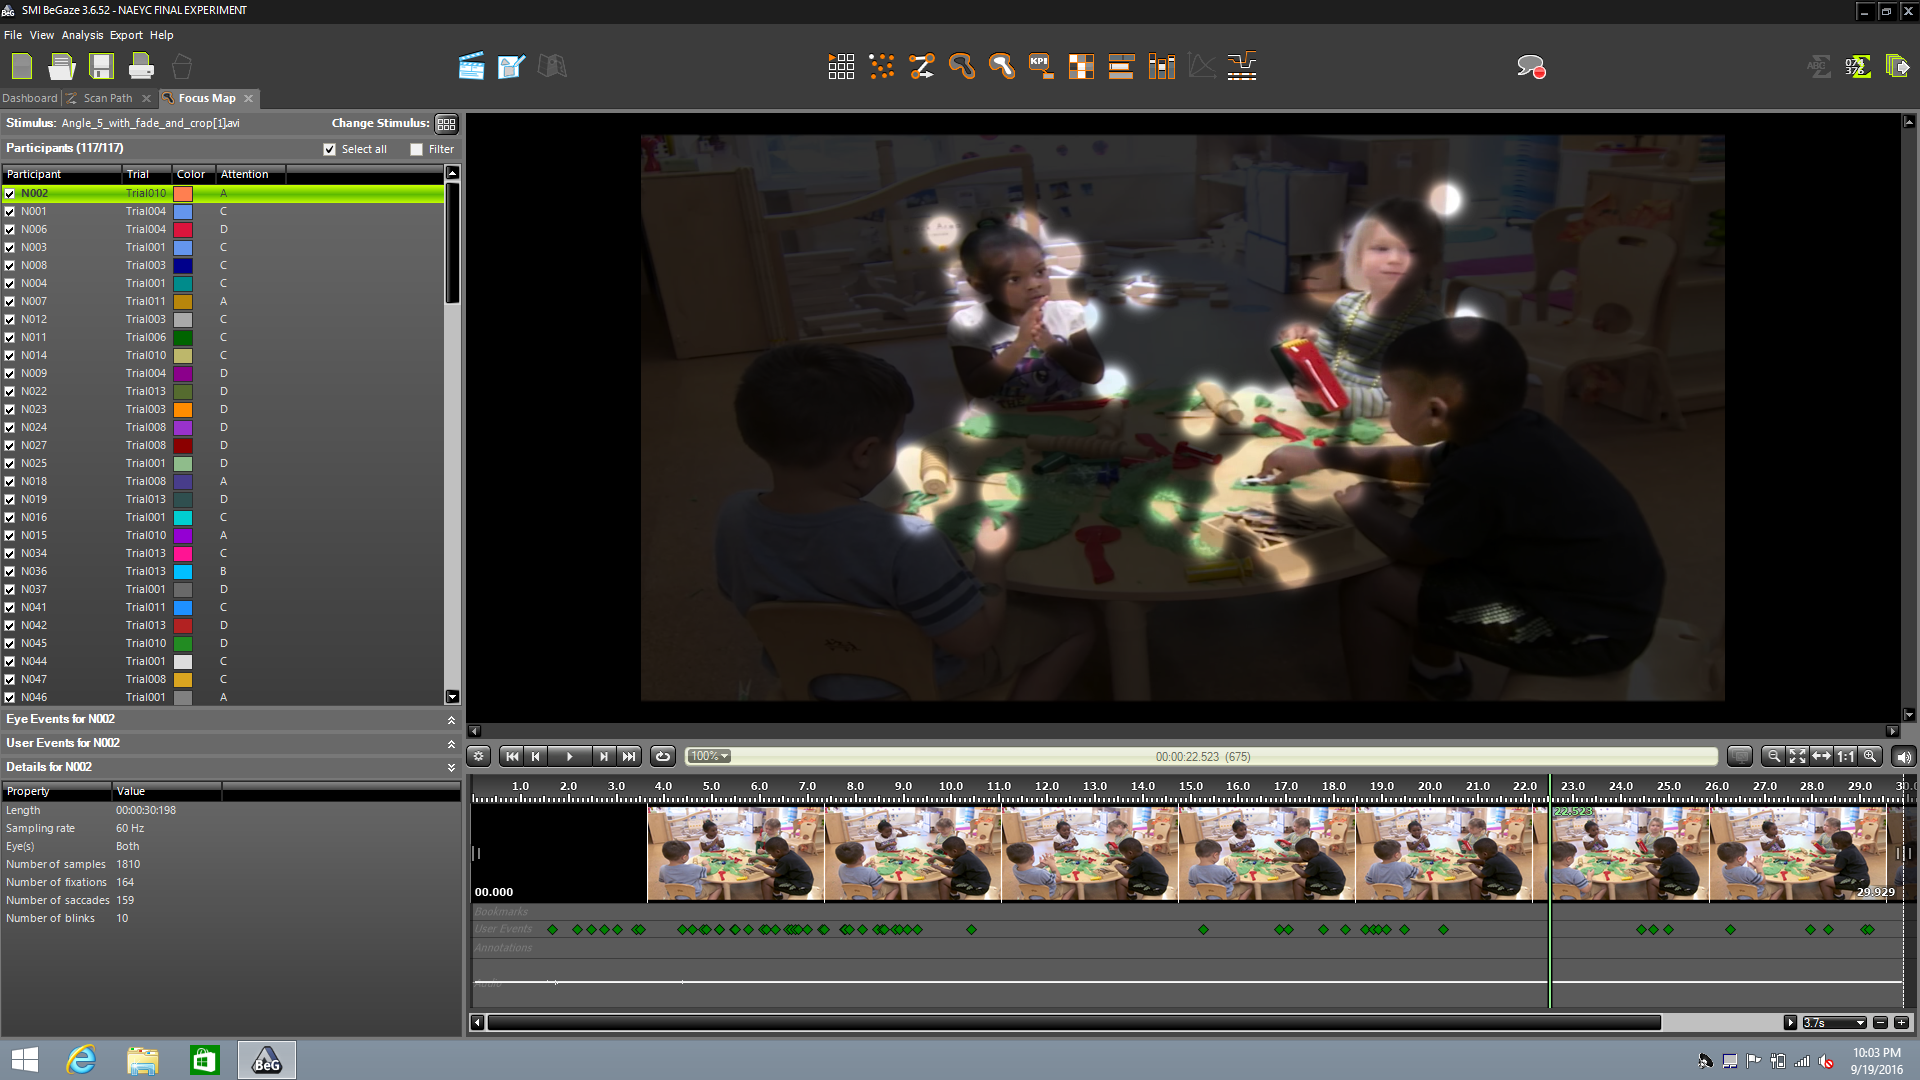 SMI BeGaze 3.6.52 - NAEYC FINAL EXPERIMENT
File View Analysis Export Help
KPI
Dashboard Scan Path Focus Map
Stimulus: Angle_5_with_fade_and_crop[1].avi Change Stimulus:
Participants (117/117) Select all Filter
Participant Trial Color Attention
N002 Trial010 A
N001 Trial004 C
N006 Trial004 D
N003 Trial001 C
N008 Trial003 C
N004 Trial001 C
N007 Trial011 A
N012 Trial003 C
N011 Trial006 C
N014 Trial010 C
N009 Trial004 D
N022 Trial013 D
N023 Trial003 D
N024 Trial008 D
N027 Trial008 D
N025 Trial001 D
N018 Trial008 A
N019 Trial013 D
N016 Trial001 C
N015 Trial010 A
N034 Trial013 C
N036 Trial013 B
N037 Trial001 D
N041 Trial011 C
N042 Trial013 D
N045 Trial010 D
N044 Trial001 C
N047 Trial008 C
N046 Trial001 A
Eye Events for N002
User Events for N002
Details for N002
Property Value
Length 00:00:30:198
Sampling rate 60 Hz
Eye(s) Both
Number of samples 1810
Number of fixations 164
Number of saccades 159
Number of blinks 10
100% 00:00:22.523 (675) 1:1
1.0 2.0 3.0 4.0 5.0 6.0 7.0 8.0 9.0 10.0 11.0 12.0 13.0 14.0 15.0 16.0 17.0 18.0 19.0 20.0 21.0 22.0 23.0 24.0 25.0 26.0 27.0 28.0 29.0 30.0
22.523
00.000 29.929
Bookmarks
User Events
Annotations
Audio
3.7s
BeG
10:03 PM
9/19/2016